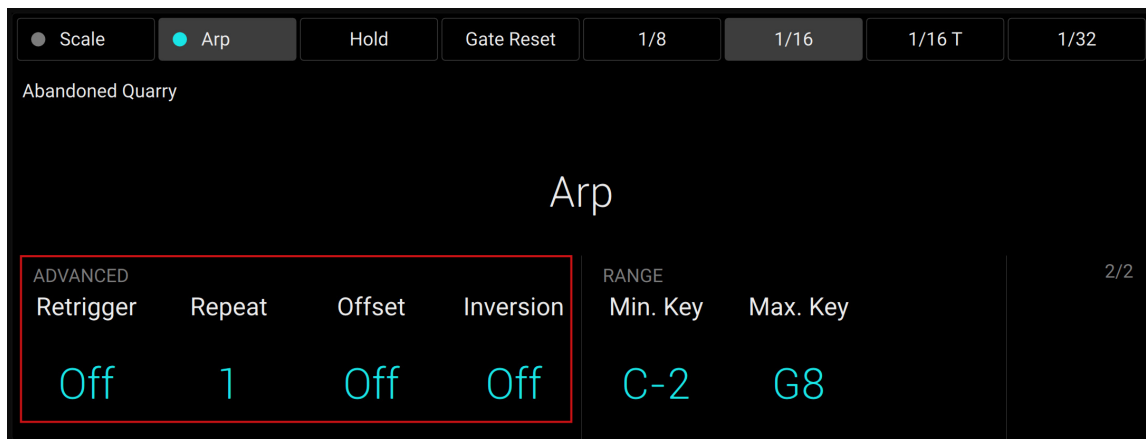 Scale Arp Hold Gate Reset 1/8 1/16 1/16 T 1/32
Abandoned Quarry
Arp
ADVANCED RANGE 2/2
Retrigger Repeat Offset Inversion Min. Key Max. Key
Off 1 Off Off C-2 G8